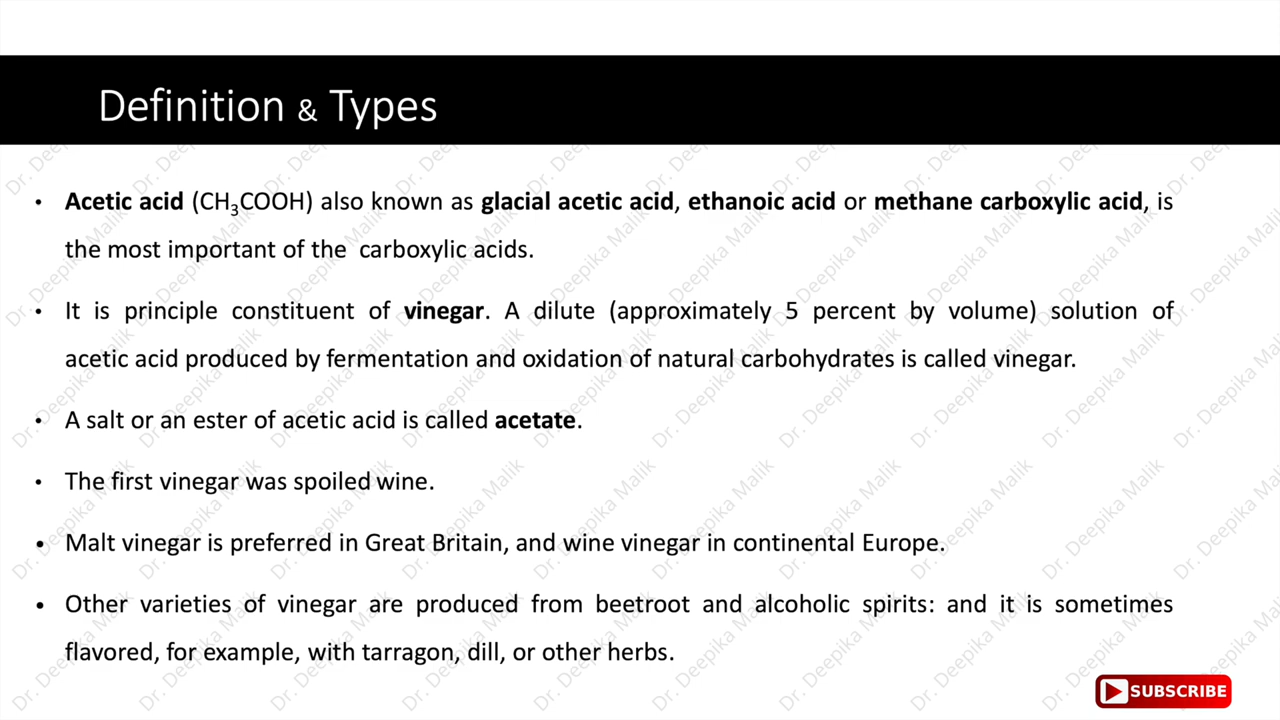 Definition & Types
• Acetic acid (CH₃COOH) also known as glacial acetic acid, ethanoic acid or methane carboxylic acid, is
the most important of the carboxylic acids.
• It is principle constituent of vinegar. A dilute (approximately 5 percent by volume) solution of
acetic acid produced by fermentation and oxidation of natural carbohydrates is called vinegar.
• A salt or an ester of acetic acid is called acetate.
• The first vinegar was spoiled wine.
• Malt vinegar is preferred in Great Britain, and wine vinegar in continental Europe.
• Other varieties of vinegar are produced from beetroot and alcoholic spirits: and it is sometimes
flavored, for example, with tarragon, dill, or other herbs.
SUBSCRIBE
Dr. Deepika Malik